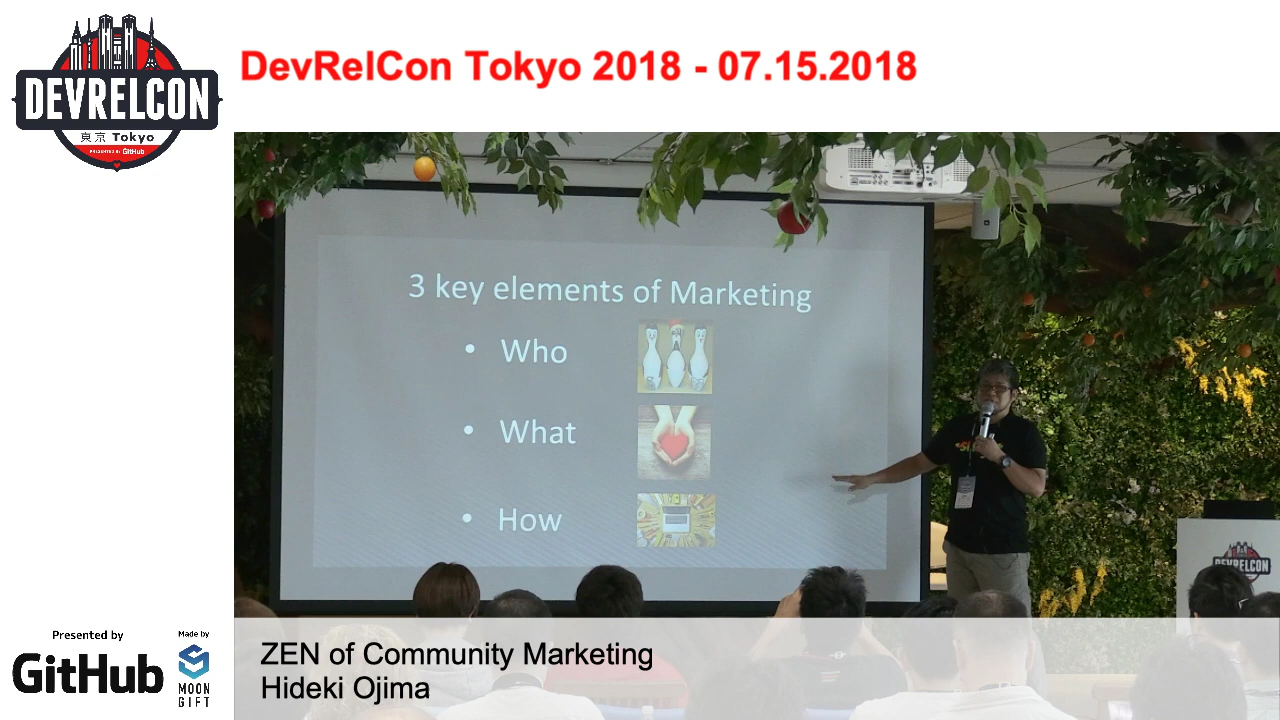 DEVRELCON
東京 Tokyo
PRESENTED BY GitHub
DevRelCon Tokyo 2018 - 07.15.2018
3 key elements of Marketing
• Who
• What
• How
DEVRELCON
Presented by
GitHub
Made by
MOON
GIFT
ZEN of Community Marketing
Hideki Ojima